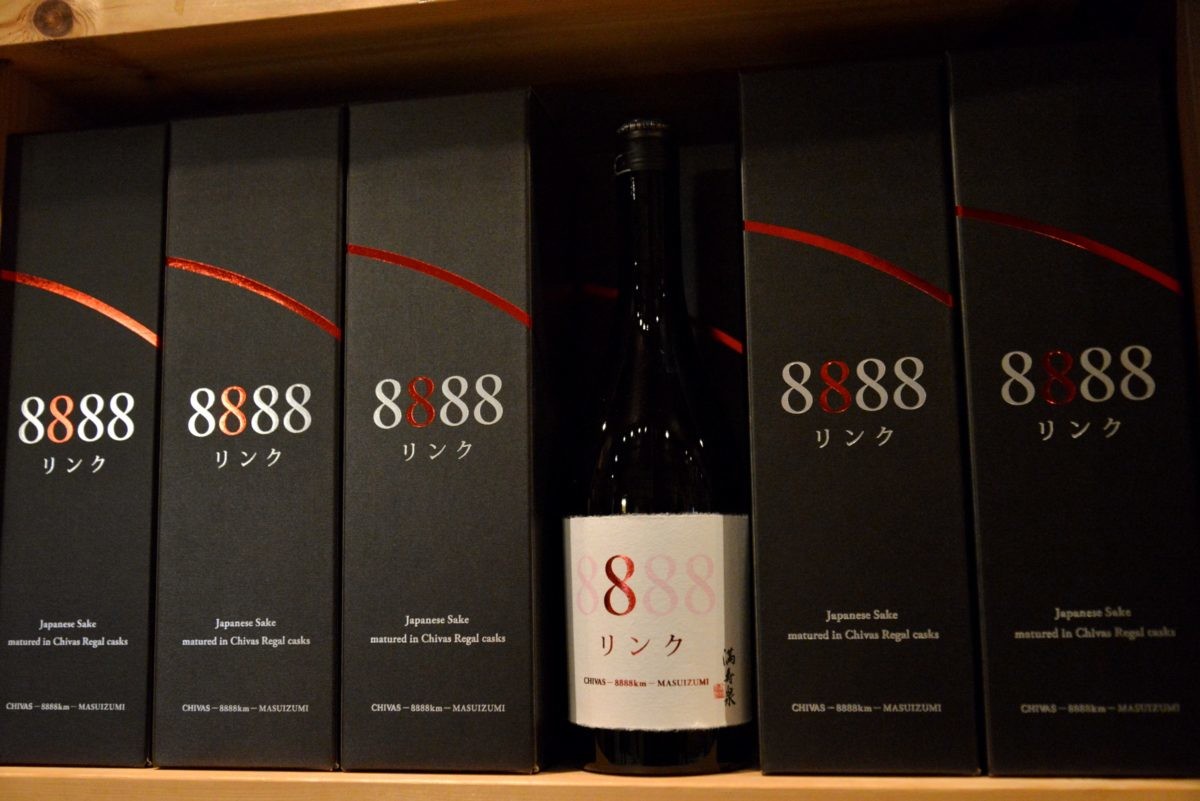 8888
リンク
Japanese Sake
matured in Chivas Regal casks
CHIVAS — 8888km — MASUIZUMI
8888
リンク
Japanese Sake
matured in Chivas Regal casks
CHIVAS — 8888km — MASUIZUMI
8888
リンク
Japanese Sake
matured in Chivas Regal casks
CHIVAS — 8888km — MASUIZUMI
8888
リンク
CHIVAS — 8888km — MASUIZUMI
満寿泉
8888
リンク
Japanese Sake
matured in Chivas Regal casks
CHIVAS — 8888km — MASUIZUMI
8888
リンク
Japanese Sake
matured in Chivas Regal casks
CHIVAS — 8888km — MASUIZUMI